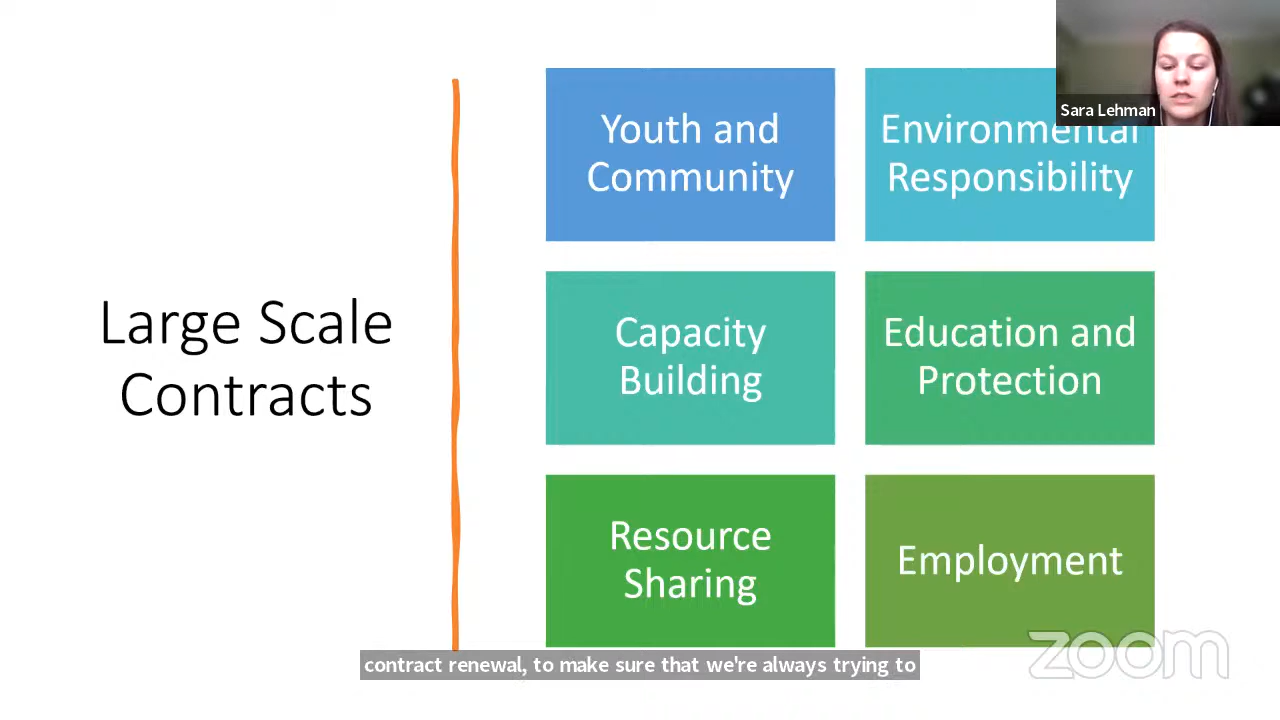 Sara Lehman
Large Scale
Contracts
Youth and
Community
Environmental
Responsibility
Capacity
Building
Education and
Protection
Resource
Sharing
Employment
contract renewal, to make sure that we're always trying to
zoom